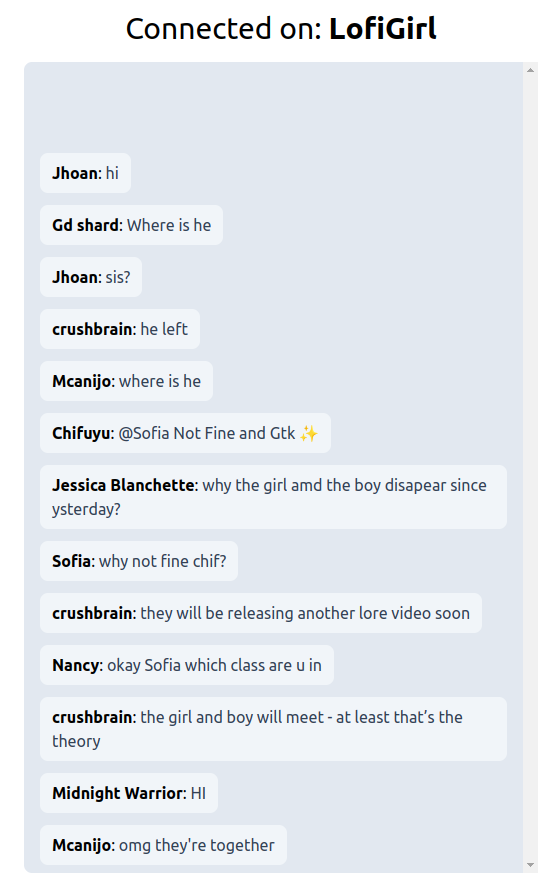 Connected on: LofiGirl
Jhoan: hi
Gd shard: Where is he
Jhoan: sis?
crushbrain: he left
Mcanijo: where is he
Chifuyu: @Sofia Not Fine and Gtk ✨
Jessica Blanchette: why the girl amd the boy disapear since
ysterday?
Sofia: why not fine chif?
crushbrain: they will be releasing another lore video soon
Nancy: okay Sofia which class are u in
crushbrain: the girl and boy will meet - at least that’s the
theory
Midnight Warrior: HI
Mcanijo: omg they're together